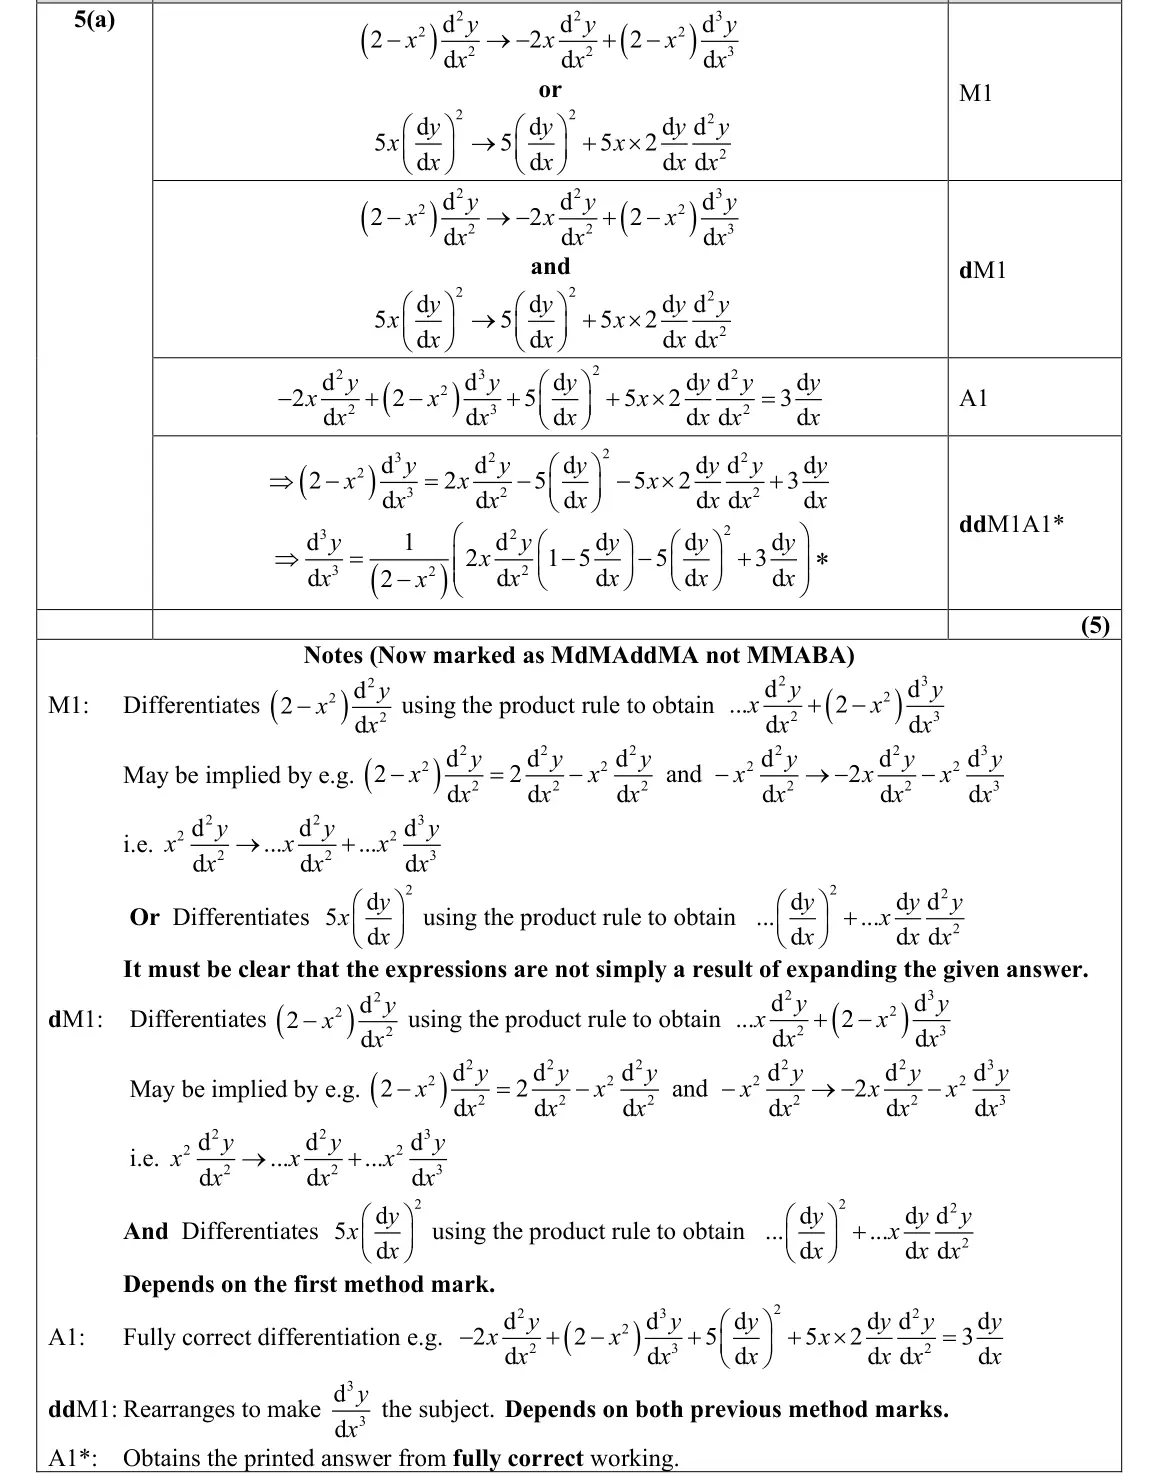 5(a)
(2 − x²) d²y/dx² → −2x d²y/dx² + (2 − x²) d³y/dx³
or
5x (dy/dx)² → 5 (dy/dx)² + 5x × 2 dy/dx d²y/dx²
M1
(2 − x²) d²y/dx² → −2x d²y/dx² + (2 − x²) d³y/dx³
and
5x (dy/dx)² → 5 (dy/dx)² + 5x × 2 dy/dx d²y/dx²
dM1
−2x d²y/dx² + (2 − x²) d³y/dx³ + 5 (dy/dx)² + 5x × 2 dy/dx d²y/dx² = 3 dy/dx
A1
⇒ (2 − x²) d³y/dx³ = 2x d²y/dx² − 5 (dy/dx)² − 5x × 2 dy/dx d²y/dx² + 3 dy/dx
⇒ d³y/dx³ = 1/(2 − x²) (2x d²y/dx² (1 − 5 dy/dx) − 5 (dy/dx)² + 3 dy/dx) *
ddM1A1*
(5)
Notes (Now marked as MdMAddMA not MMABA)
M1: Differentiates (2 − x²) d²y/dx² using the product rule to obtain ...x d²y/dx² + (2 − x²) d³y/dx³
May be implied by e.g. (2 − x²) d²y/dx² = 2 d²y/dx² − x² d²y/dx² and − x² d²y/dx² → −2x d²y/dx² − x² d³y/dx³
i.e. x² d²y/dx² → ...x d²y/dx² + ...x² d³y/dx³
Or Differentiates 5x (dy/dx)² using the product rule to obtain ... (dy/dx)² + ...x dy/dx d²y/dx²
It must be clear that the expressions are not simply a result of expanding the given answer.
dM1: Differentiates (2 − x²) d²y/dx² using the product rule to obtain ...x d²y/dx² + (2 − x²) d³y/dx³
May be implied by e.g. (2 − x²) d²y/dx² = 2 d²y/dx² − x² d²y/dx² and − x² d²y/dx² → −2x d²y/dx² − x² d³y/dx³
i.e. x² d²y/dx² → ...x d²y/dx² + ...x² d³y/dx³
And Differentiates 5x (dy/dx)² using the product rule to obtain ... (dy/dx)² + ...x dy/dx d²y/dx²
Depends on the first method mark.
A1: Fully correct differentiation e.g. −2x d²y/dx² + (2 − x²) d³y/dx³ + 5 (dy/dx)² + 5x × 2 dy/dx d²y/dx² = 3 dy/dx
ddM1: Rearranges to make d³y/dx³ the subject. Depends on both previous method marks.
A1*: Obtains the printed answer from fully correct working.